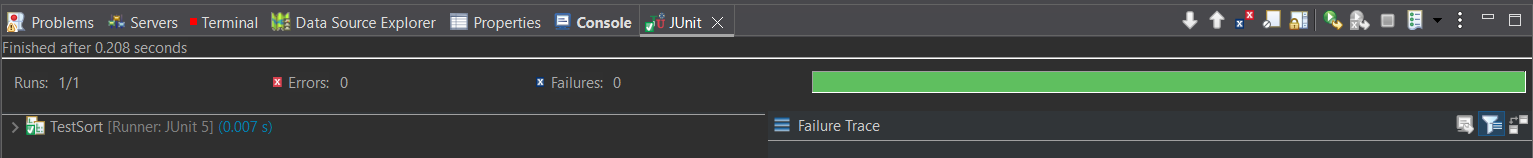 Problems Servers Terminal Data Source Explorer Properties Console JUnit
Finished after 0.208 seconds
Runs: 1/1 Errors: 0 Failures: 0
TestSort [Runner: JUnit 5] (0.007 s) Failure Trace